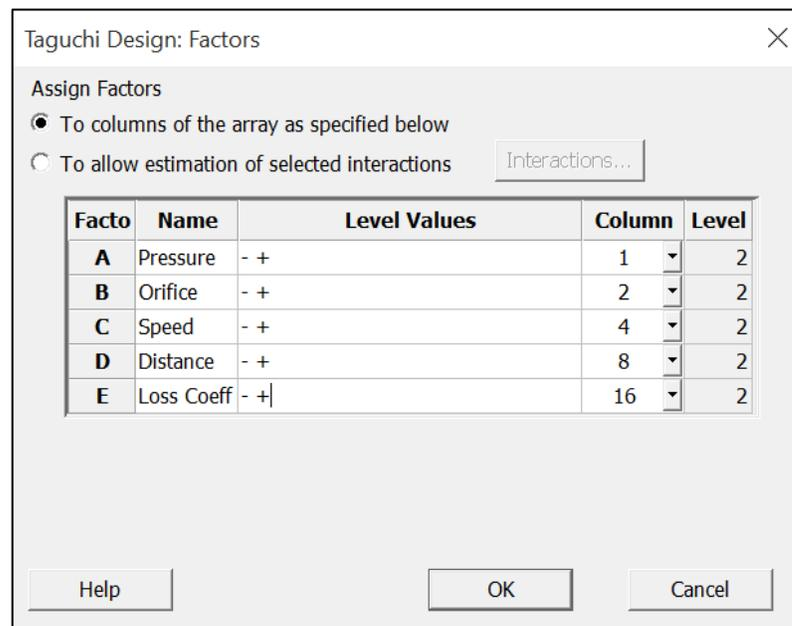 Taguchi Design: Factors
Assign Factors
To columns of the array as specified below
To allow estimation of selected interactions Interactions...
Facto Name Level Values Column Level
A Pressure - + 1 2
B Orifice - + 2 2
C Speed - + 4 2
D Distance - + 8 2
E Loss Coeff - + 16 2
Help OK Cancel